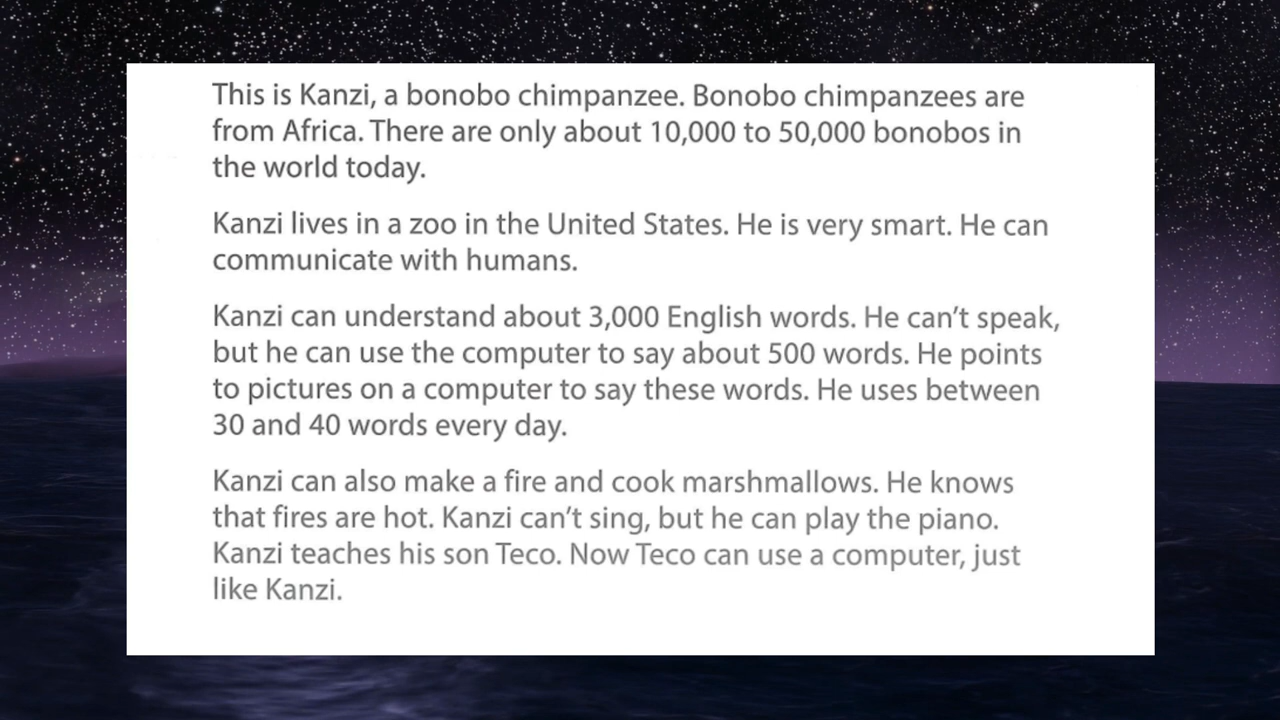 This is Kanzi, a bonobo chimpanzee. Bonobo chimpanzees are
from Africa. There are only about 10,000 to 50,000 bonobos in
the world today.
Kanzi lives in a zoo in the United States. He is very smart. He can
communicate with humans.
Kanzi can understand about 3,000 English words. He can't speak,
but he can use the computer to say about 500 words. He points
to pictures on a computer to say these words. He uses between
30 and 40 words every day.
Kanzi can also make a fire and cook marshmallows. He knows
that fires are hot. Kanzi can't sing, but he can play the piano.
Kanzi teaches his son Teco. Now Teco can use a computer, just
like Kanzi.